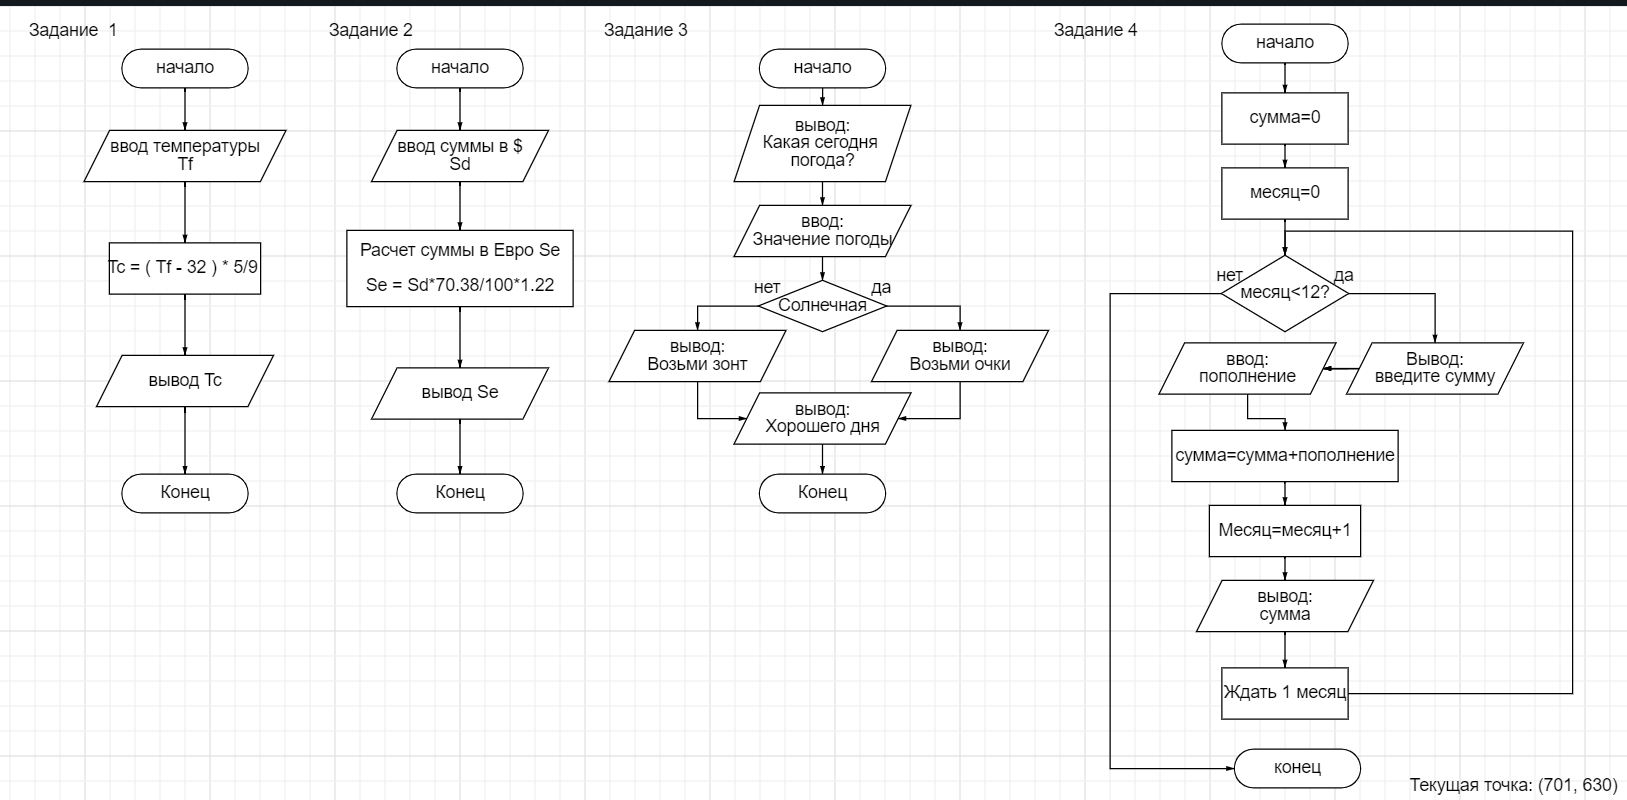 Задание  1
начало
ввод температуры
Tf
Tc = ( Tf - 32 ) * 5/9
вывод Tc
Конец
Задание 2
начало
ввод суммы в $
Sd
Расчет суммы в Евро Se
Se = Sd*70.38/100*1.22
вывод Se
Конец
Задание 3
начало
вывод:
Какая сегодня
погода?
ввод:
Значение погоды
нет
да
Солнечная
вывод:
Возьми зонт
вывод:
Возьми очки
вывод:
Хорошего дня
Конец
Задание 4
начало
сумма=0
месяц=0
нет
да
месяц<12?
ввод:
пополнение
Вывод:
введите сумму
сумма=сумма+пополнение
Месяц=месяц+1
вывод:
сумма
Ждать 1 месяц
конец
Текущая точка: (701, 630)